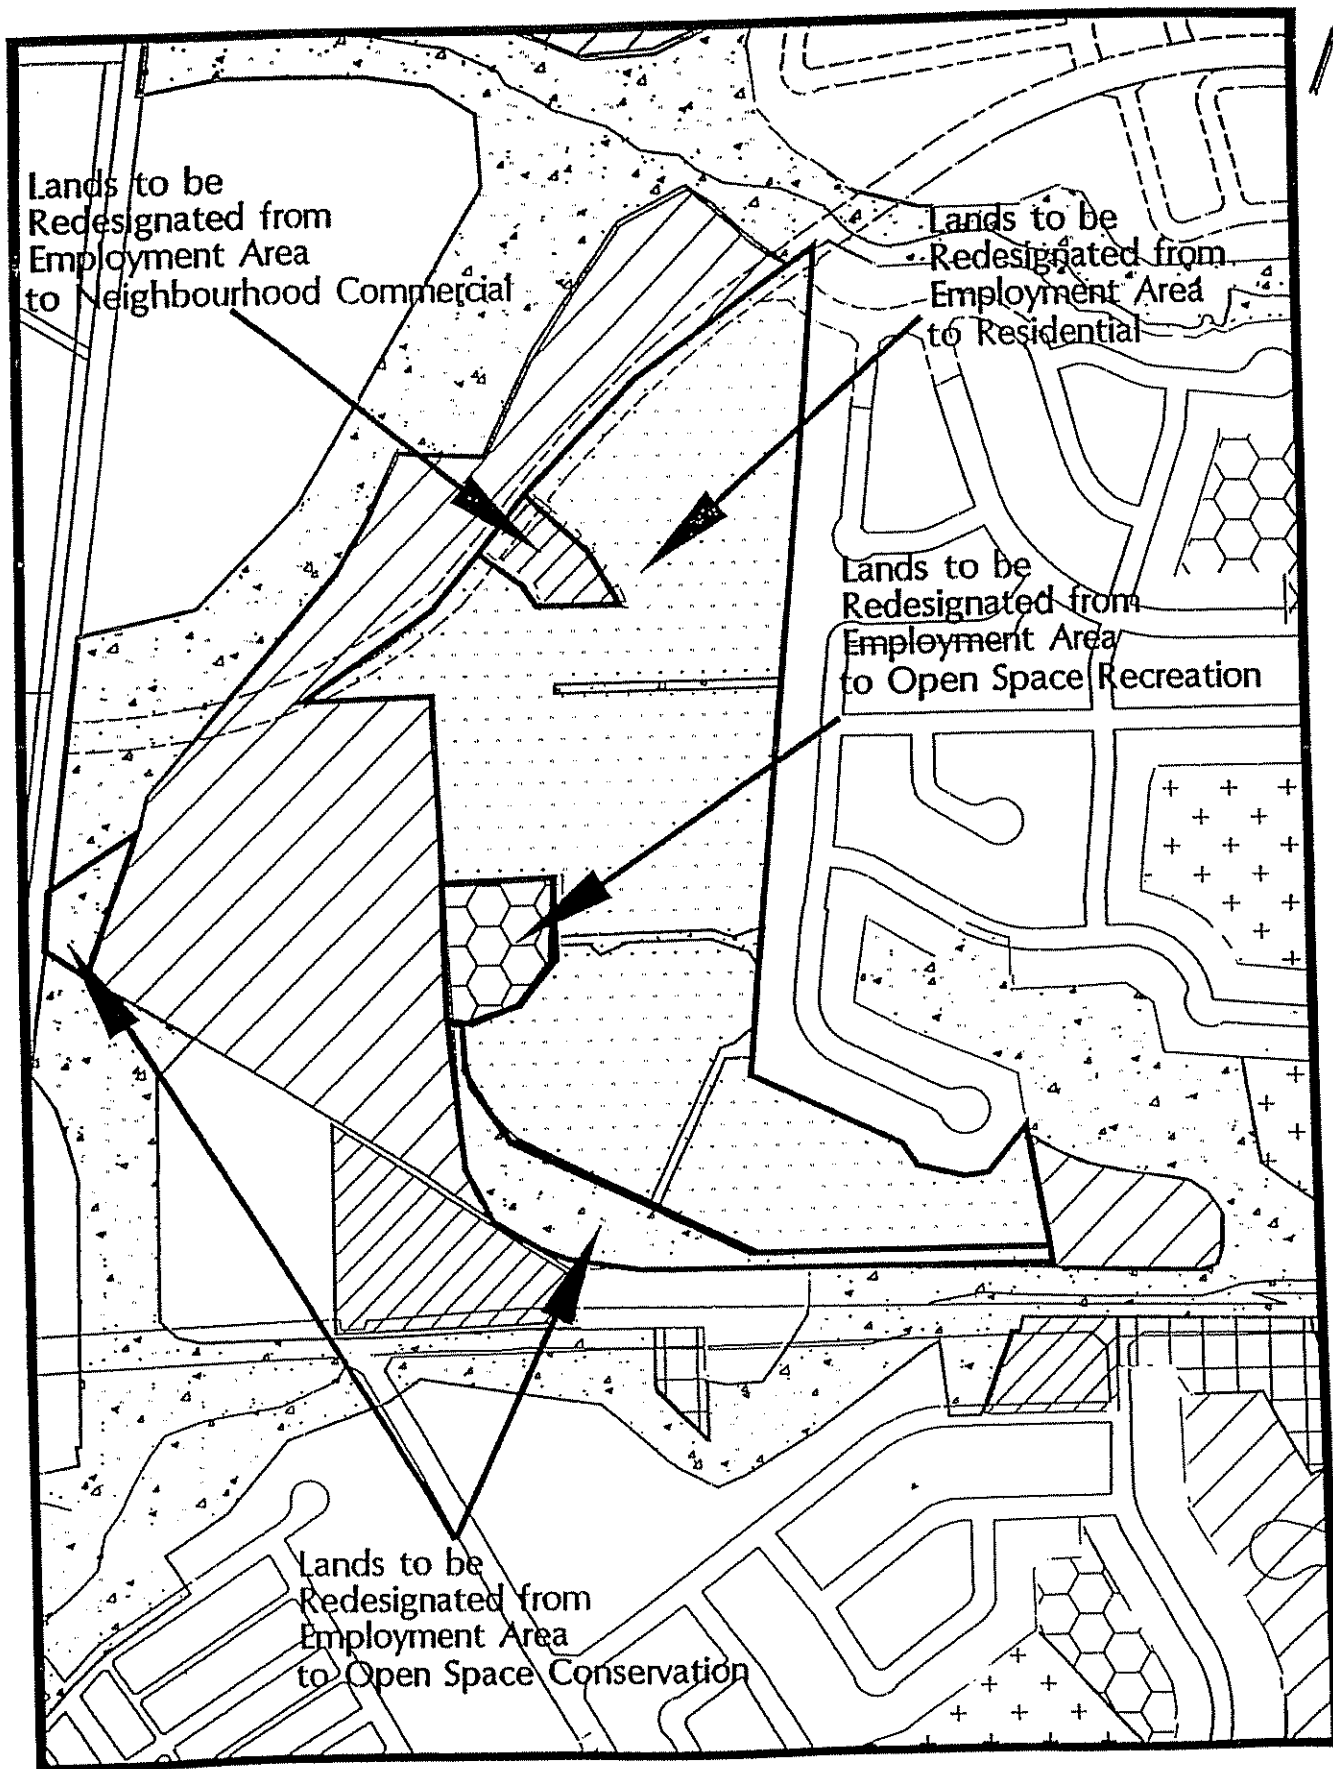 Lands to be
Redesignated from
Employment Area
to Neighbourhood Commercial
Lands to be
Redesignated from
Employment Area
to Residential
Lands to be
Redesignated from
Employment Area
to Open Space Recreation
Lands to be
Redesignated from
Employment Area
to Open Space Conservation